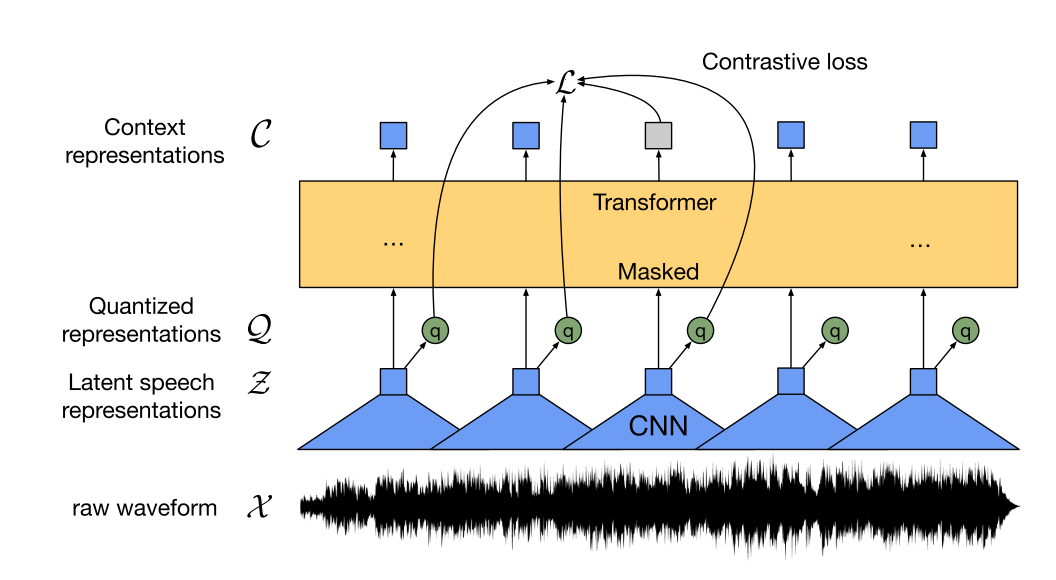 Contrastive loss
ℒ
Context
representations 𝒞
Transformer
... ...
Masked
Quantized
representations 𝒬
q q q q q
Latent speech
representations 𝒵
CNN
raw waveform 𝒳